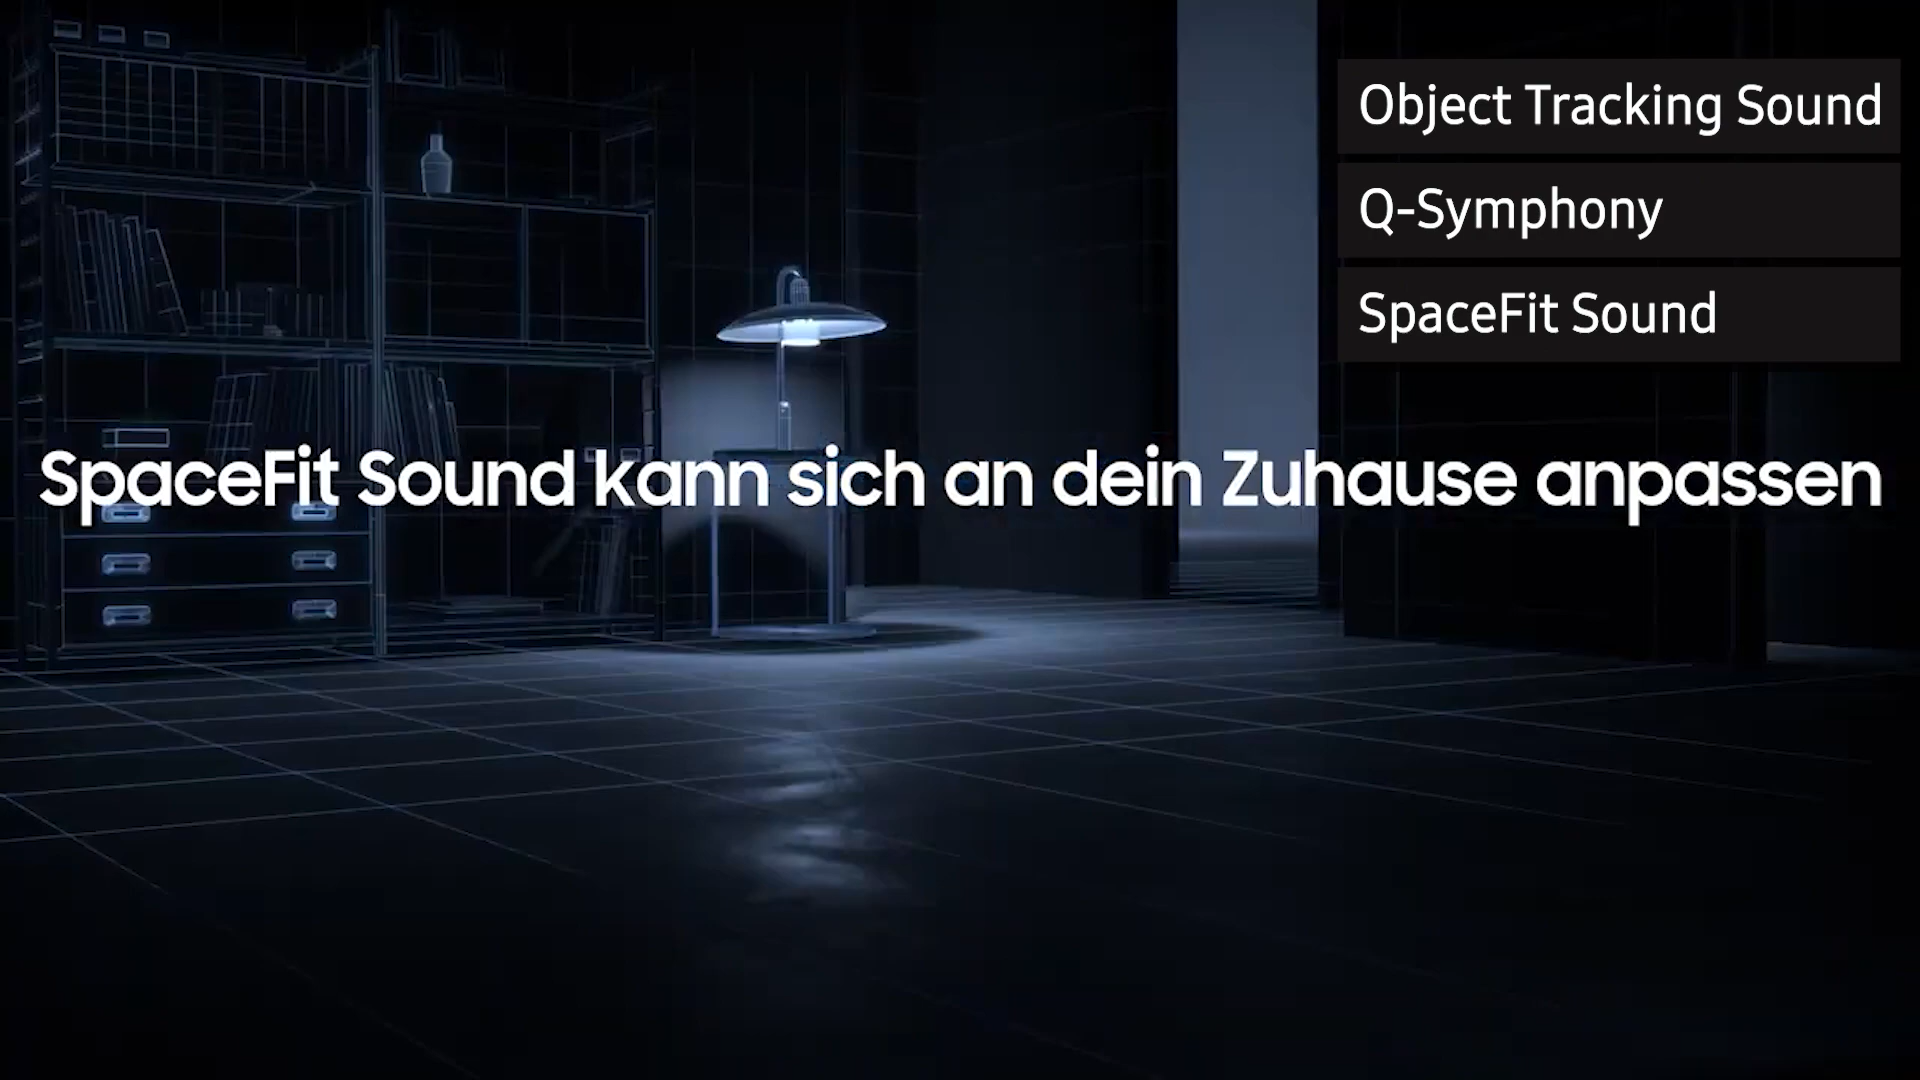 Object Tracking Sound
Q-Symphony
SpaceFit Sound
SpaceFit Sound kann sich an dein Zuhause anpassen